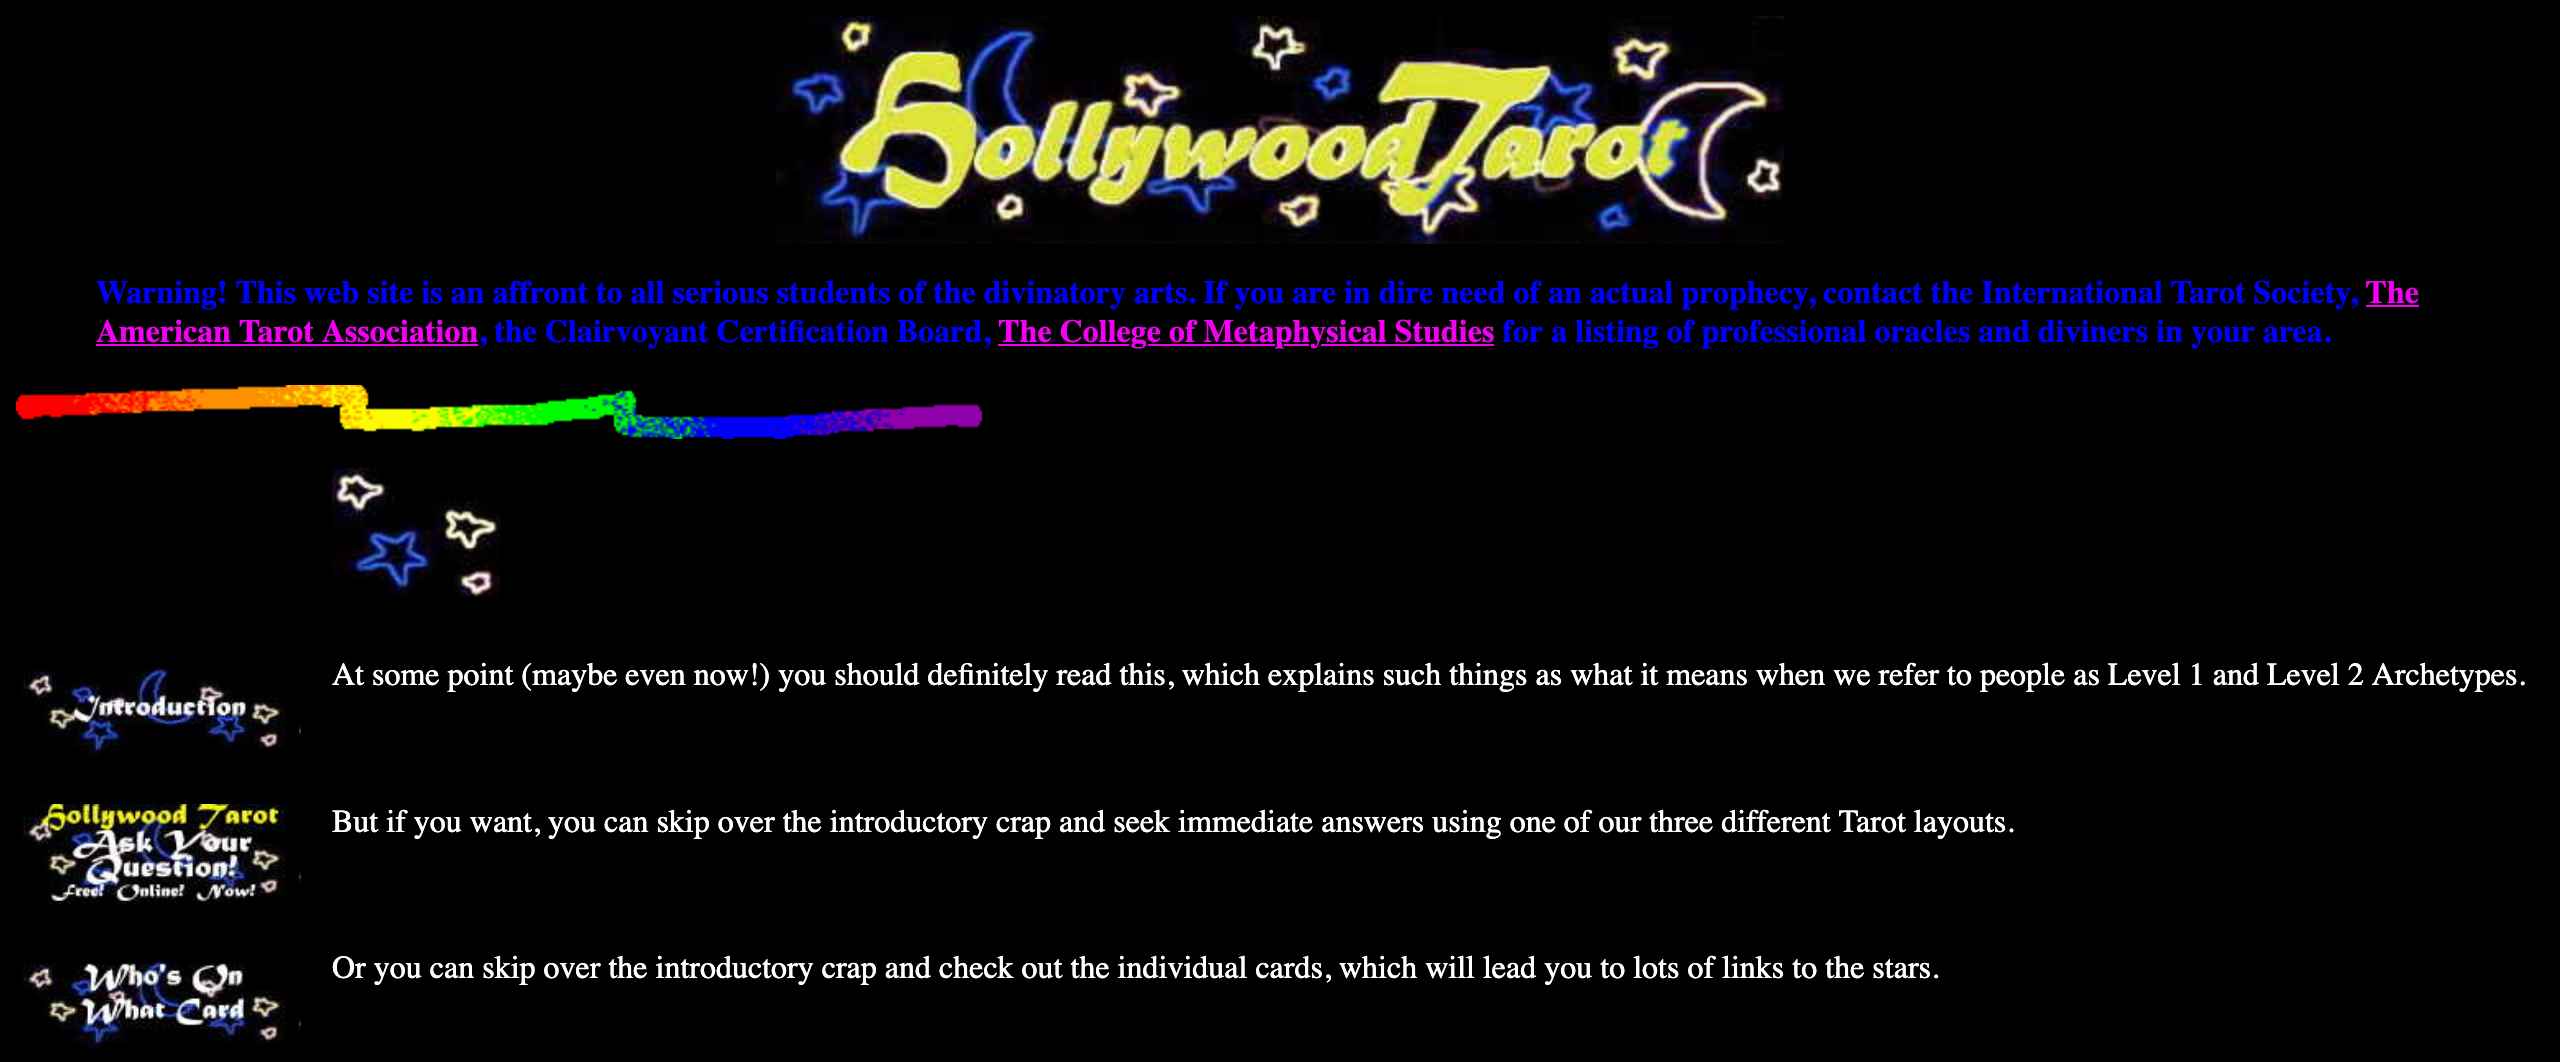 Hollywood Tarot
Warning! This web site is an affront to all serious students of the divinatory arts. If you are in dire need of an actual prophecy, contact the International Tarot Society, The
American Tarot Association, the Clairvoyant Certification Board, The College of Metaphysical Studies for a listing of professional oracles and diviners in your area.
Introduction
At some point (maybe even now!) you should definitely read this, which explains such things as what it means when we refer to people as Level 1 and Level 2 Archetypes.
Hollywood Tarot
Ask Your
Question!
Free! Online! Now!
But if you want, you can skip over the introductory crap and seek immediate answers using one of our three different Tarot layouts.
Who's On
What Card
Or you can skip over the introductory crap and check out the individual cards, which will lead you to lots of links to the stars.